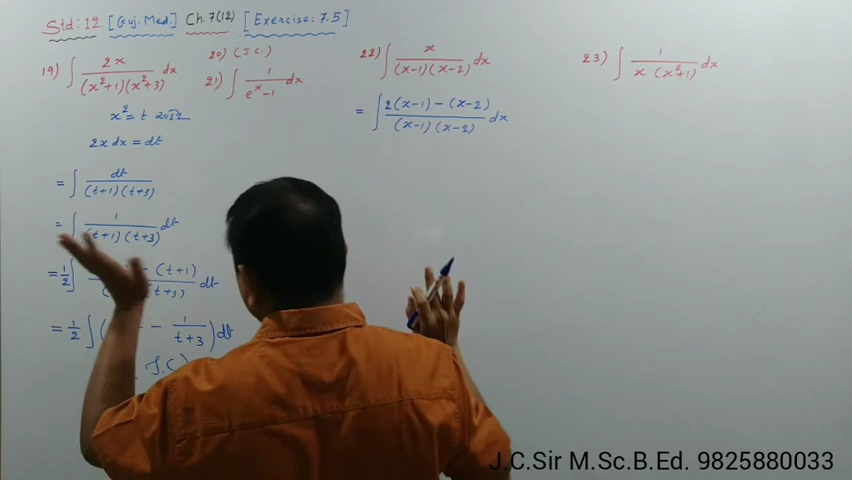 Std: 12. [Guj. Med.] Ch. 7(12) [Exercise: 7.5]
19) ∫ 2x / (x²+1)(x²+3) dx
x² = t
2x dx = dt
= ∫ dt / (t+1)(t+3)
= ∫ 1 / (t+1)(t+3) dt
= 1/2 ∫ - (t+1) / t+3) dt
= 1/2 ∫ ( - 1 / t+3 ) dt
20) (I.C.)
21) ∫ 1 / e^x - 1 dx
22) ∫ x / (x-1)(x-2) dx
= ∫ 2(x-1) - (x-2) / (x-1)(x-2) dx
23) ∫ 1 / x (x²+1) dx
J.C.Sir M.Sc.B.Ed. 9825880033